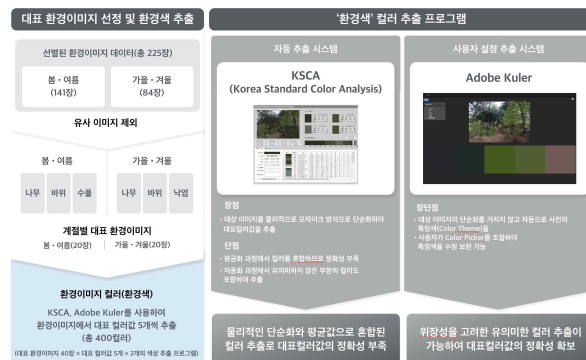 대표 환경이미지 선정 및 환경색 추출
선별된 환경이미지 데이터(총 225장)
봄・여름
(141장)
가을・겨울
(84장)
유사 이미지 제외
봄・여름
가을・겨울
나무 바위 수풀
나무 바위 낙엽
계절별 대표 환경이미지
봄・여름(20장)
가을・겨울(20장)
환경이미지 컬러(환경색)
KSCA, Adobe Kuler를 사용하여
환경이미지에서 대표 컬러값 5개씩 추출
(총 400컬러)
(대표 환경이미지 40장 × 대표 컬러값 5개 × 2개의 색상 추출 프로그램)
‘환경색’ 컬러 추출 프로그램
자동 추출 시스템
KSCA
(Korea Standard Color Analysis)
장점
・대상 이미지를 물리적으로 모자이크 방식으로 단순화하여
대표컬러값을 추출
단점
・평균화 과정에서 컬러를 혼합하므로 정확성 부족
・자동화 과정에서 유의미하지 않은 부분의 컬러도
포함하여 추출
물리적인 단순화와 평균값으로 혼합된
컬러 추출로 대표컬러값의 정확성 부족
사용자 설정 추출 시스템
Adobe Kuler
장단점
・대상 이미지의 단순화를 거치지 않고 자동으로 사진의
특징색(Color Theme)을
・사용자가 Color Picker를 조절하여
특징색을 수정 보완 가능
위장성을 고려한 유의미한 컬러 추출이
가능하여 대표컬러값의 정확성 확보